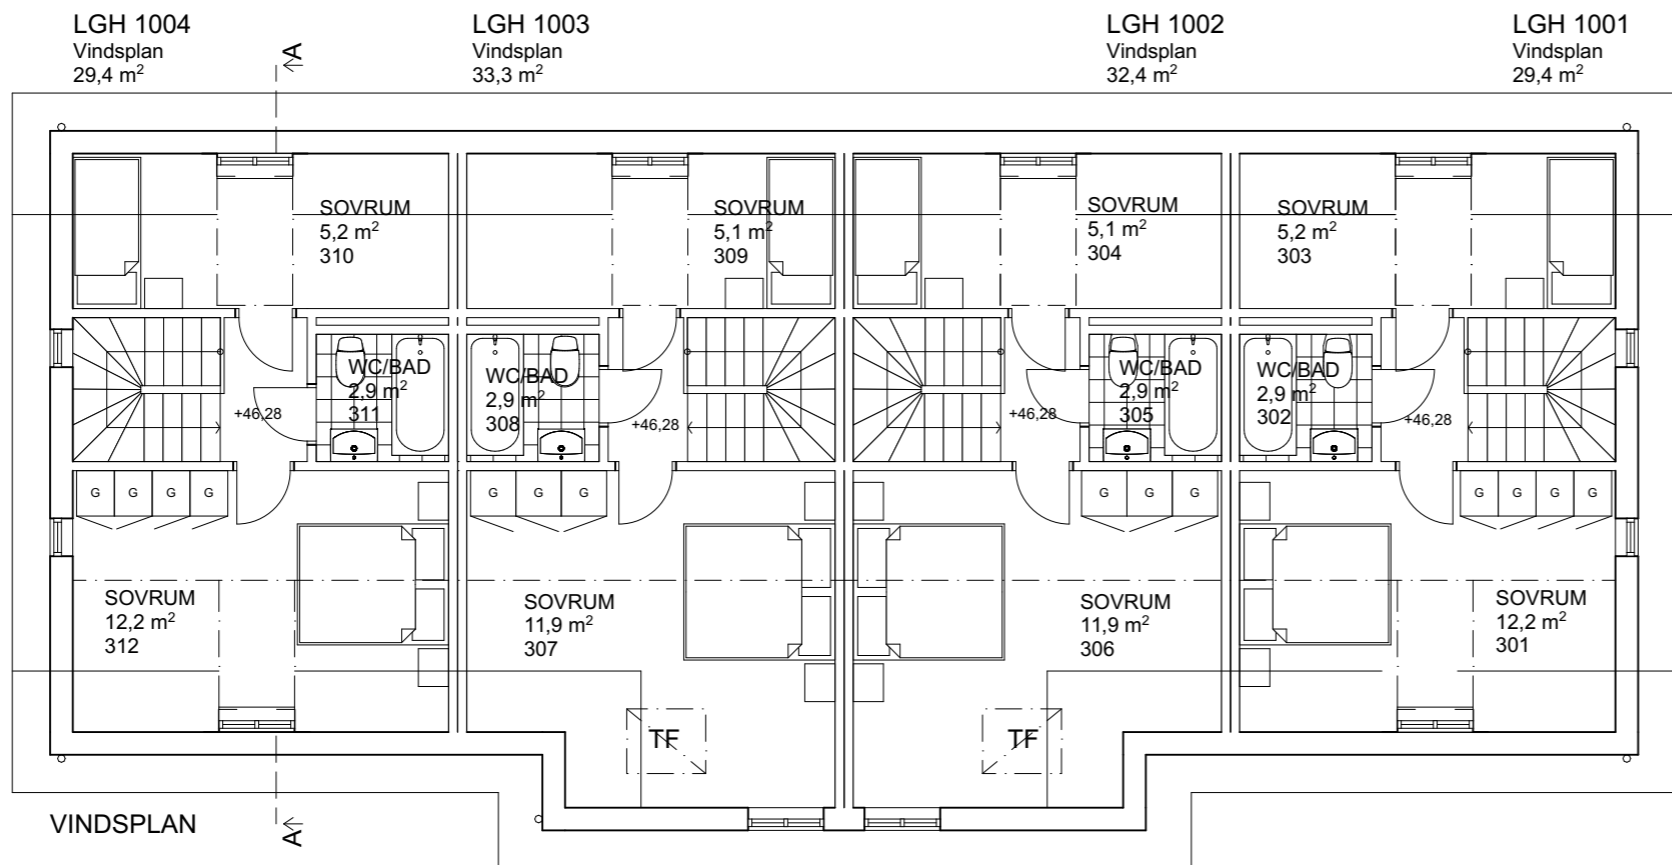 LGH 1004
Vindsplan
29,4 m²
LGH 1003
Vindsplan
33,3 m²
LGH 1002
Vindsplan
32,4 m²
LGH 1001
Vindsplan
29,4 m²
A
SOVRUM
5,2 m²
310
SOVRUM
5,1 m²
309
SOVRUM
5,1 m²
304
SOVRUM
5,2 m²
303
WC/BAD
2,9 m²
311
WC/BAD
2,9 m²
308
WC/BAD
2,9 m²
305
WC/BAD
2,9 m²
302
+46,28
+46,28
+46,28
+46,28
G G G G
G G G
G G G
G G G G
SOVRUM
12,2 m²
312
SOVRUM
11,9 m²
307
SOVRUM
11,9 m²
306
SOVRUM
12,2 m²
301
TF
TF
VINDSPLAN
A